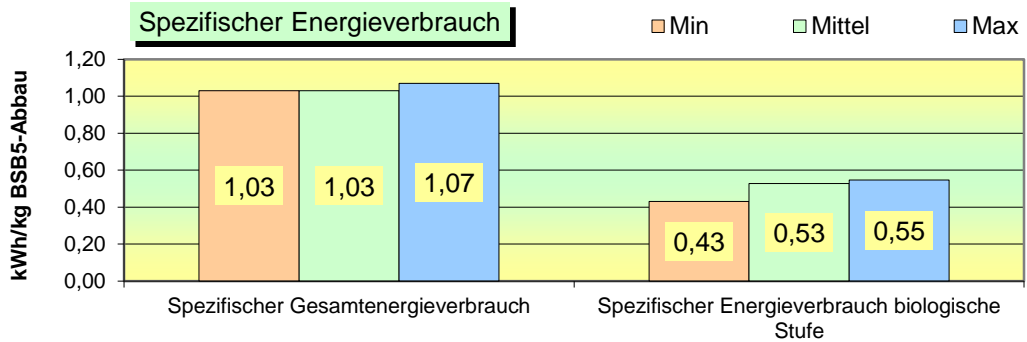 Spezifischer Energieverbrauch
Min Mittel Max
kWh/kg BSB5-Abbau
1,20
1,00
0,80
0,60
0,40
0,20
0,00
1,03 1,03 1,07
0,43 0,53 0,55
Spezifischer Gesamtenergieverbrauch
Spezifischer Energieverbrauch biologische
Stufe